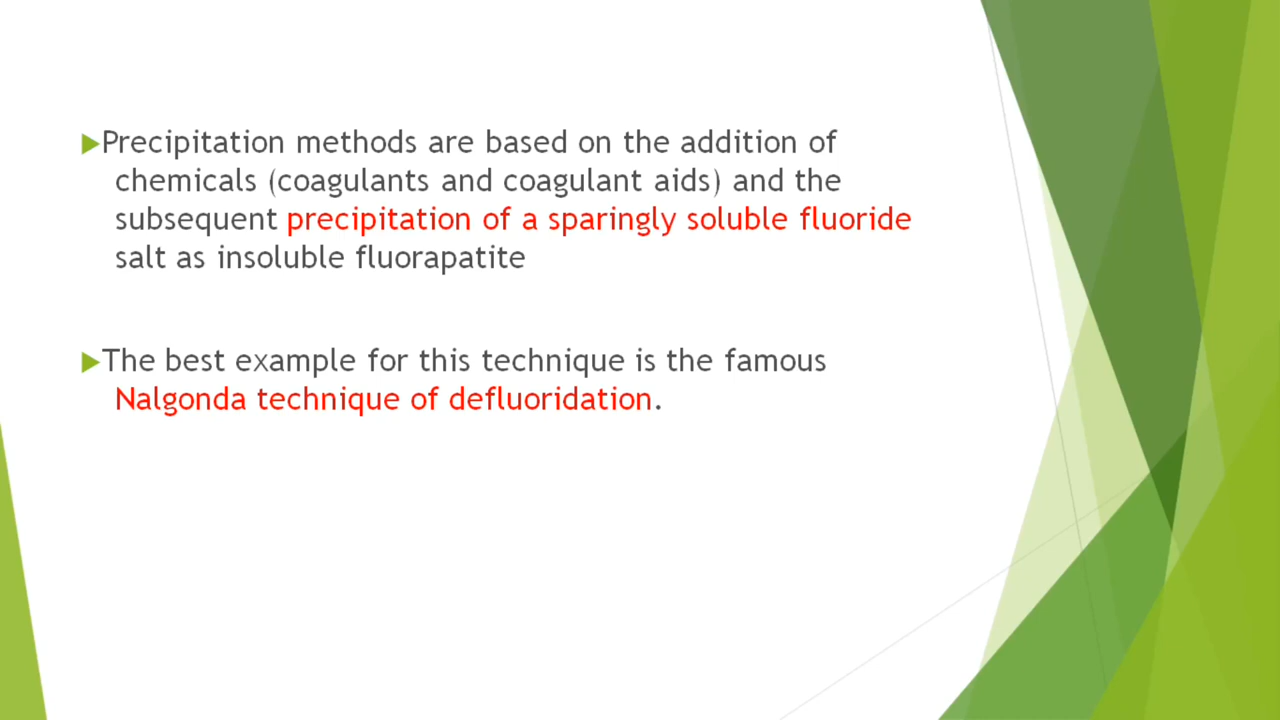 Precipitation methods are based on the addition of
chemicals (coagulants and coagulant aids) and the
subsequent precipitation of a sparingly soluble fluoride
salt as insoluble fluorapatite
The best example for this technique is the famous
Nalgonda technique of defluoridation.